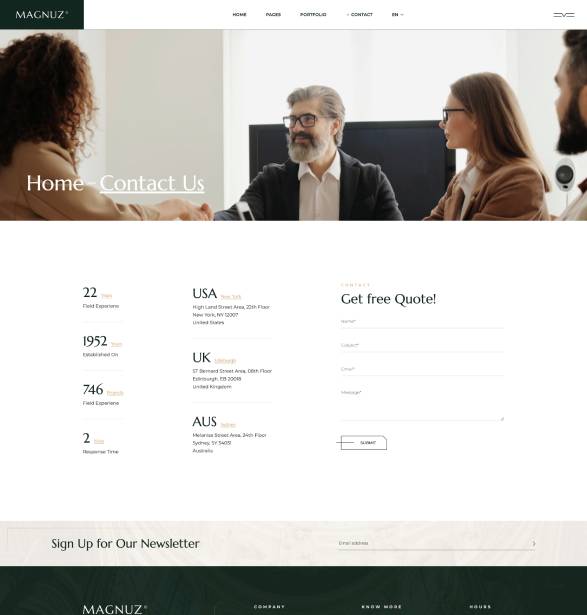 MAGNUZ®
HOME PAGES PORTFOLIO CONTACT EN
Home - Contact Us
22 Years
Field Experiene
1952 Years
Established On
746 Projects
Field Experiene
2
Response Time
USA New York
High Land Street Area, 22th Floor
New York, NY 12007
United States
UK Edinburgh
ST Bernard Street Area, 08th Floor
Edinburgh, EB 20018
United Kingdom
AUS Sydney
Melanisa Street Area, 24th Floor
Sydney, SY 54031
Australia
CONTACT
Get free Quote!
Name*
Subject*
Email*
Message*
SUBMIT
Sign Up for Our Newsletter
Email address
MAGNUZ®
COMPANY
KNOW MORE
HOURS